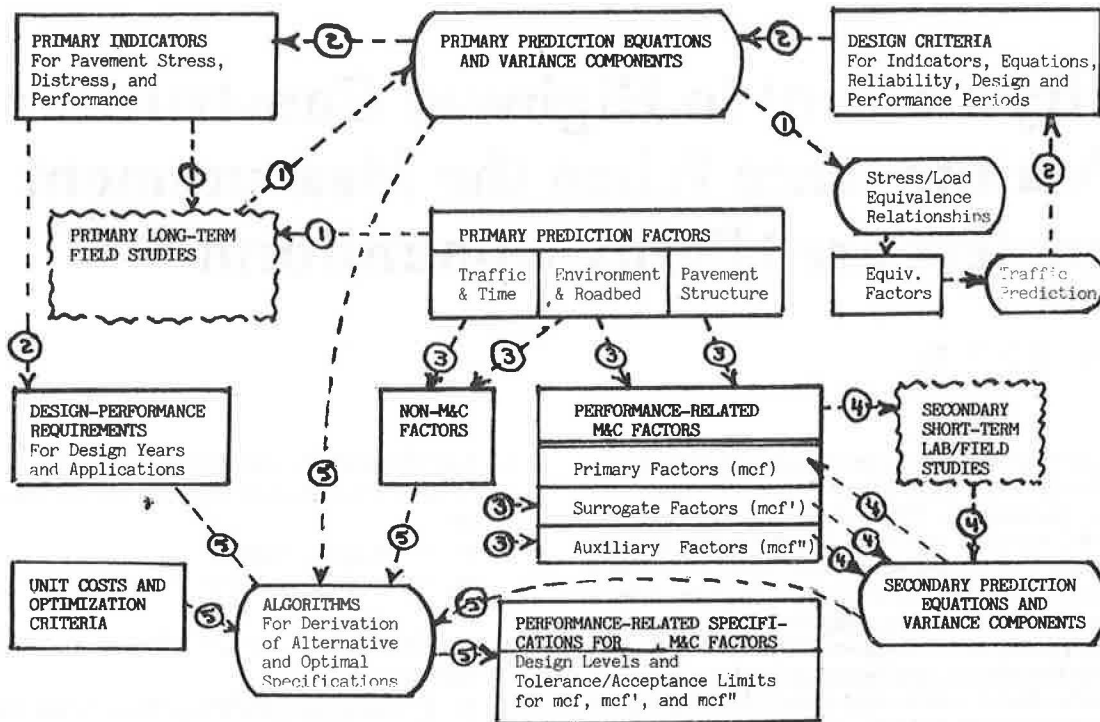 PRIMARY INDICATORS
For Pavement Stress,
Distress, and
Performance
2
PRIMARY PREDICTION EQUATIONS
AND VARIANCE COMPONENTS
2
DESIGN CRITERIA
For Indicators, Equations,
Reliability, Design and
Performance Periods
1
1
1
2
Stress/Load
Equivalence
Relationships
PRIMARY LONG-TERM
FIELD STUDIES
1
PRIMARY PREDICTION FACTORS
Traffic
& Time
Environment
& Roadbed
Pavement
Structure
Equiv.
Factors
Traffic
Prediction
2
3
3
3
3
DESIGN-PERFORMANCE
REQUIREMENTS
For Design Years
and Applications
NON-M&C
FACTORS
PERFORMANCE-RELATED
M&C FACTORS
4
SECONDARY
SHORT-TERM
LAB/FIELD
STUDIES
5
Primary Factors (mcf)
3
Surrogate Factors (mcf')
4
4
4
3
Auxiliary Factors (mcf")
4
5
5
UNIT COSTS AND
OPTIMIZATION
CRITERIA
5
ALGORITHMS
For Derivation
of Alternative
and Optimal
Specifications
5
5
PERFORMANCE-RELATED SPECIFI-
CATIONS FOR M&C FACTORS
Design Levels and
Tolerance/Acceptance Limits
for mcf, mcf', and mcf"
SECONDARY PREDICTION
EQUATIONS AND
VARIANCE COMPONENTS